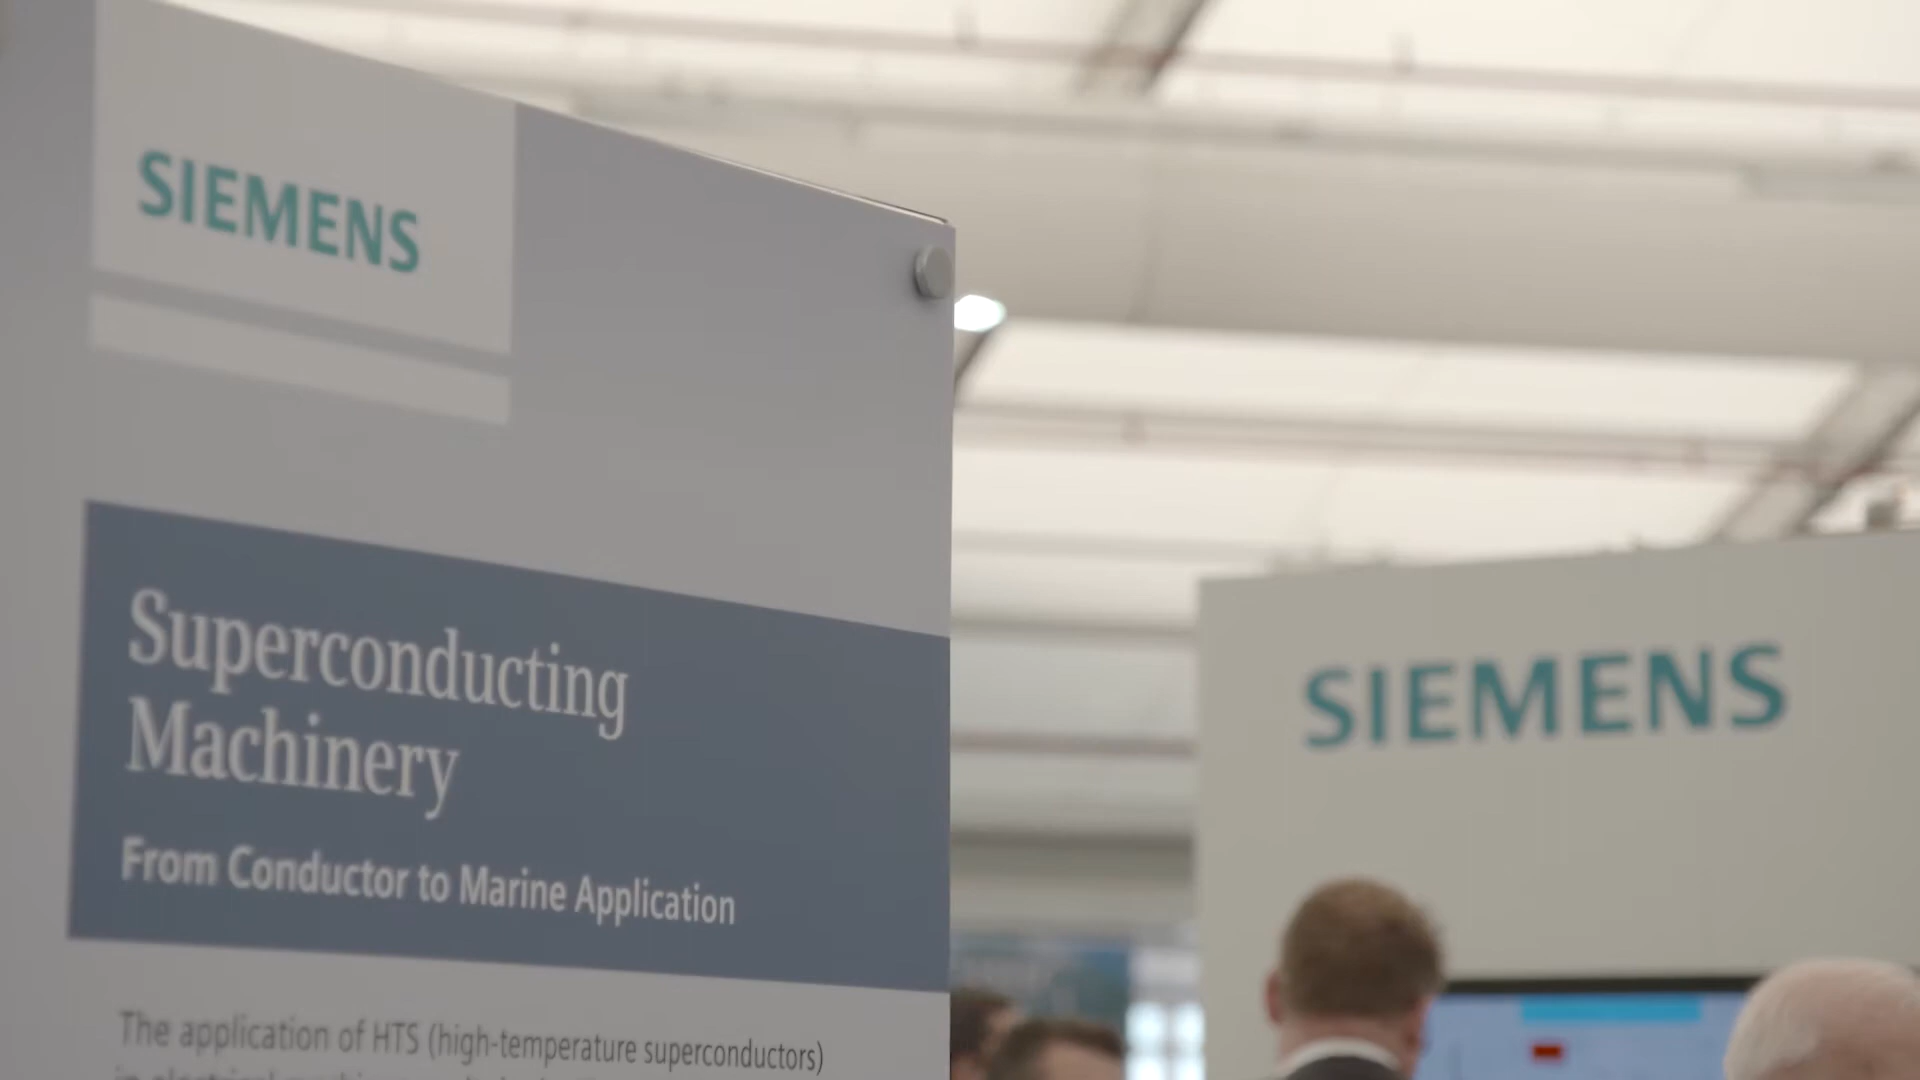 SIEMENS
Superconducting
Machinery
From Conductor to Marine Application
The application of HTS (high-temperature superconductors)
SIEMENS